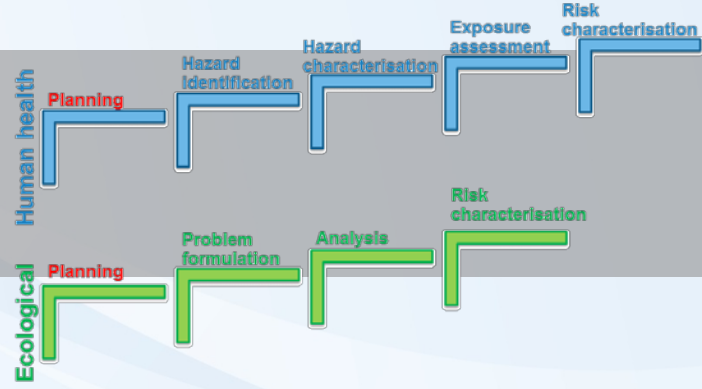 Human health
Planning
Hazard
identification
Hazard
characterisation
Exposure
assessment
Risk
characterisation
Ecological
Planning
Problem
formulation
Analysis
Risk
characterisation